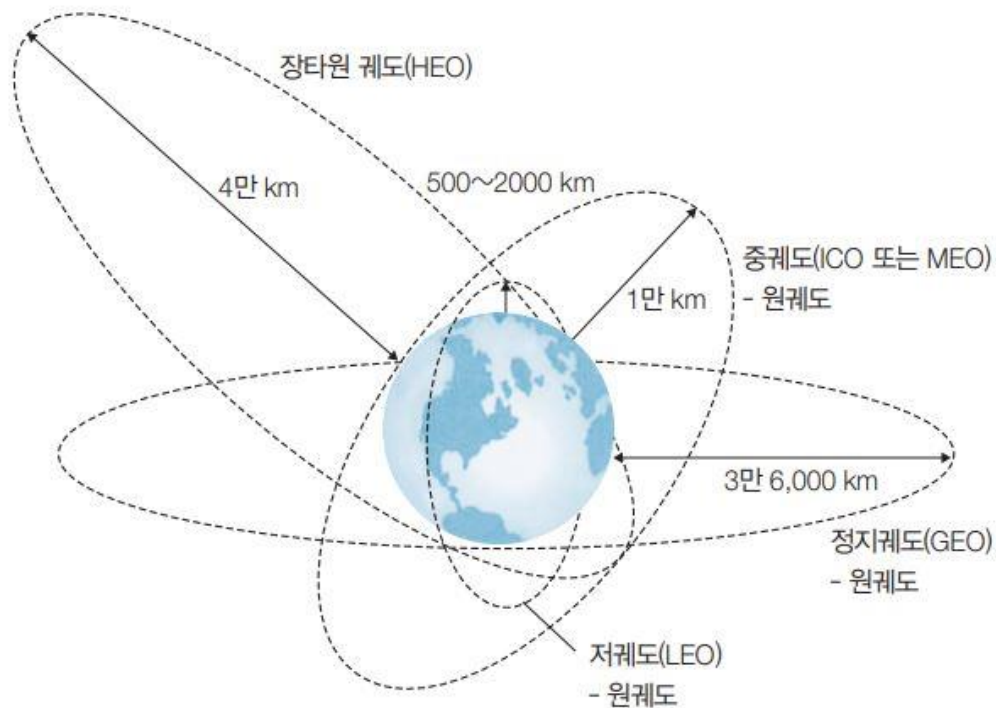 장타원 궤도(HEO)
4만 km
500～2000 km
중궤도(ICO 또는 MEO)
- 원궤도
1만 km
3만 6,000 km
정지궤도(GEO)
- 원궤도
저궤도(LEO)
- 원궤도